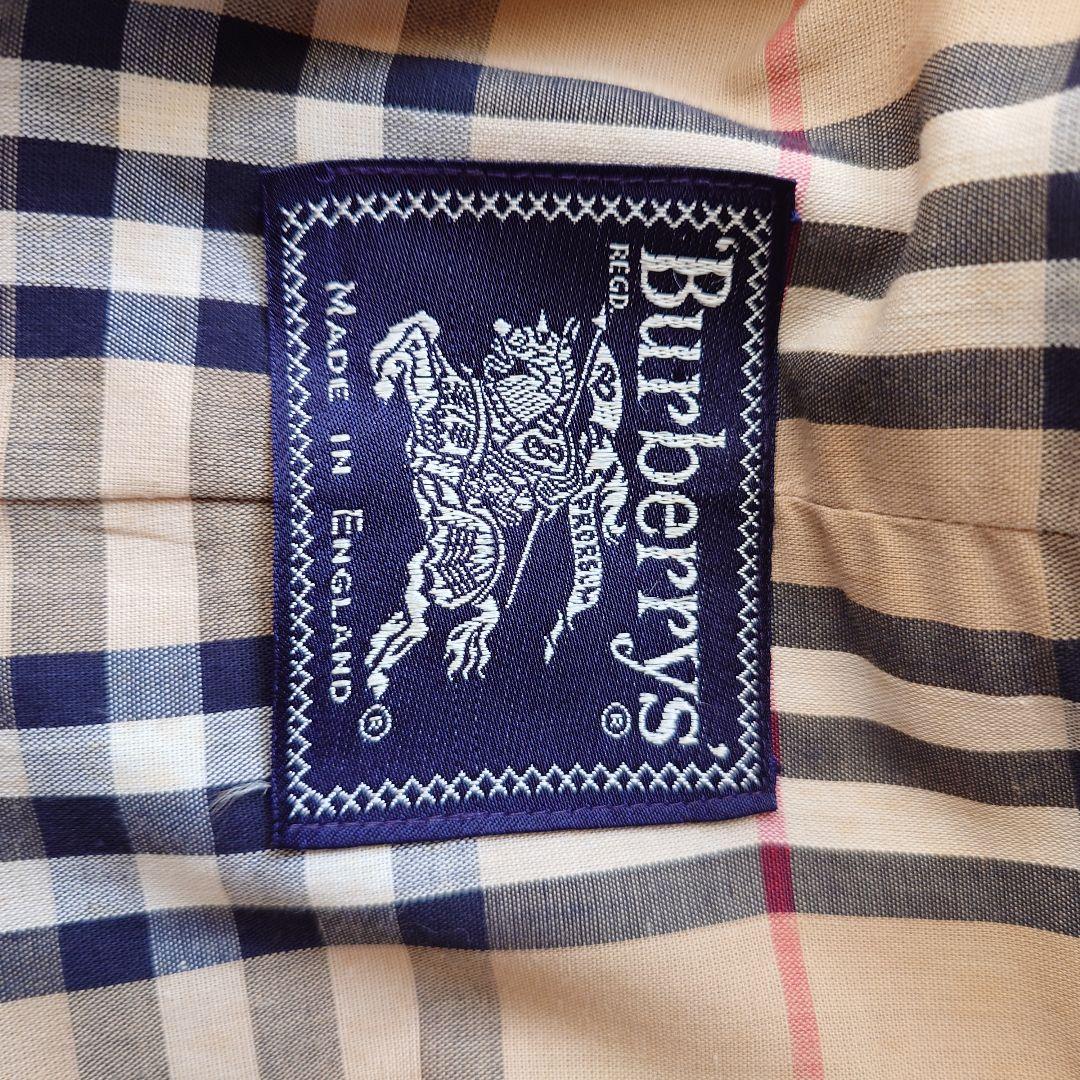 'Burberrys'
REGD. ®
PRORSUM
®
MADE IN ENGLAND